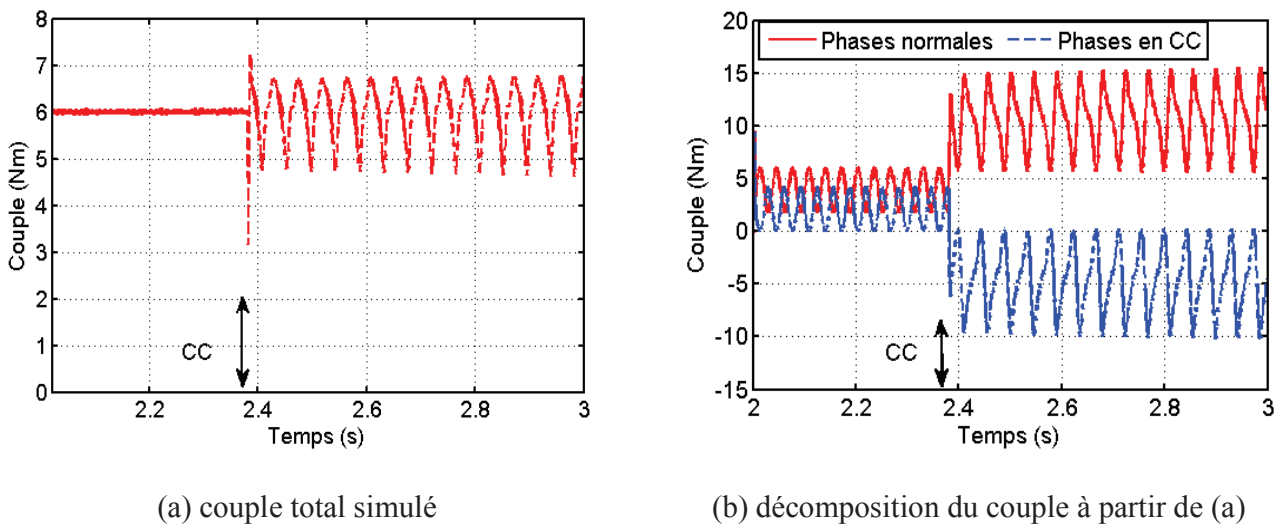 8
7
6
5
4
3
2
1
0
Couple (Nm)
CC
2.2 2.4 2.6 2.8 3
Temps (s)
(a) couple total simulé
20
15
10
5
0
-5
-10
-15
Couple (Nm)
Phases normales Phases en CC
CC
2 2.2 2.4 2.6 2.8 3
Temps (s)
(b) décomposition du couple à partir de (a)